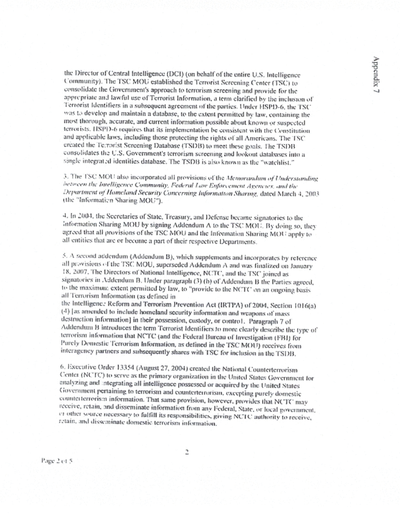 Appendix 7
the Director of Central Intelligence (DCI) (on behalf of the entire U.S. Intelligence
Community). The TSC MOU established the Terrorist Screening Center (TSC) to
consolidate the Government's approach to terrorism screening and provide for the
appropriate and lawful use of Terrorist Information, a term clarified by the inclusion of
Terrorist Identifiers in a subsequent agreement of the parties. Under HSPD-6, the TSC
was to develop and maintain a database, to the extent permitted by law, containing the
most thorough, accurate, and current information possible about known or suspected
terrorists. HSPD-6 requires that its implementation be consistent with the Constitution
and applicable laws, including those protecting the rights of all Americans. The TSC
created the Terrorist Screening Database (TSDB) to meet these goals. The TSDB
consolidates the U.S. Government's terrorism screening and lookout databases into a
single integrated identities database. The TSDB is also known as the "watchlist."
3. The TSC MOU also incorporated all provisions of the Memorandum of Understanding
between the Intelligence Community, Federal Law Enforcement Agencies, and the
Department of Homeland Security Concerning Information Sharing, dated March 4, 2003
(the "Information Sharing MOU").
4. In 2004, the Secretaries of State, Treasury, and Defense became signatories to the
Information Sharing MOU by signing Addendum A to the TSC MOU. By doing so, they
agreed that all provisions of the TSC MOU and the Information Sharing MOU apply to
all entities that are or become a part of their respective Departments.
5. A second addendum (Addendum B), which supplements and incorporates by reference
all provisions of the TSC MOU, superseded Addendum A and was finalized on January
18, 2007. The Directors of National Intelligence, NCTC, and the TSC joined as
signatories in Addendum B. Under paragraph (3) (b) of Addendum B the Parties agreed,
to the maximum extent permitted by law, to "provide to the NCTC on an ongoing basis
all Terrorism Information (as defined in
the Intelligence Reform and Terrorism Prevention Act (IRTPA) of 2004, Section 1016(a)
(4) [as amended to include homeland security information and weapons of mass
destruction information] in their possession, custody, or control. Paragraph 7 of
Addendum B introduces the term Terrorist Identifiers to more clearly describe the type of
terrorism information that NCTC (and the Federal Bureau of Investigation (FBI) for
Purely Domestic Terrorism Information, as defined in the TSC MOU) receives from
interagency partners and subsequently shares with TSC for inclusion in the TSDB.
6. Executive Order 13354 (August 27, 2004) created the National Counterterrorism
Center (NCTC) to serve as the primary organization in the United States Government for
analyzing and integrating all intelligence possessed or acquired by the United States
Government pertaining to terrorism and counterterrorism, excepting purely domestic
counterterrorism information. That same provision, however, provides that NCTC may
receive, retain, and disseminate information from any Federal, State, or local government,
or other source necessary to fulfill its responsibilities, giving NCTC authority to receive,
retain, and disseminate domestic terrorism information.
2
Page 2 of 5